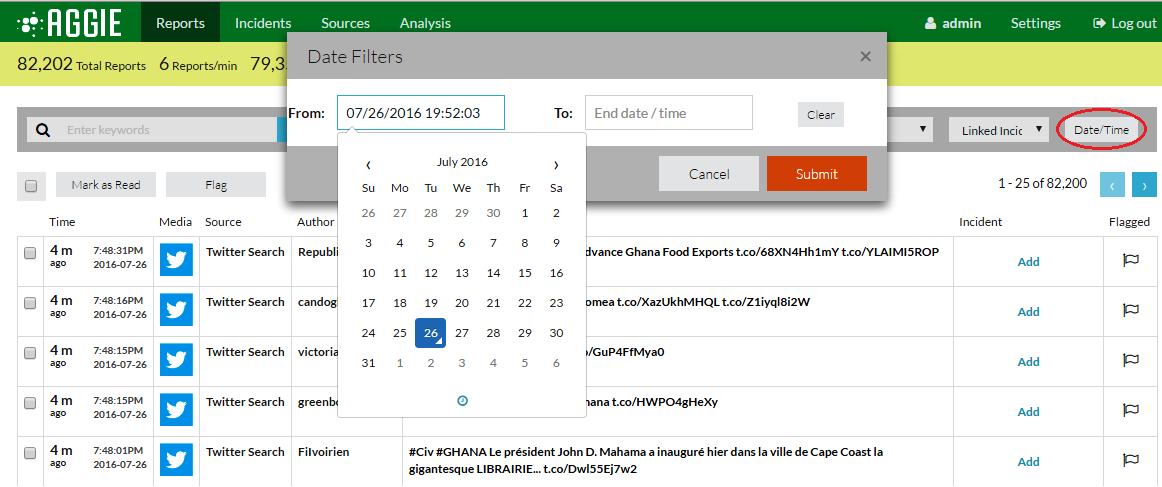 AGGIE Reports Incidents Sources Analysis admin Settings Log out
82,202 Total Reports 6 Reports/min 79,3
Date Filters ×
From: 07/26/2016 19:52:03 To: End date / time Clear
Enter keywords Linked Incid Date/Time
Cancel Submit
Mark as Read Flag 1 - 25 of 82,200 ‹ ›
July 2016
‹ ›
Su Mo Tu We Th Fr Sa
26 27 28 29 30 1 2
3 4 5 6 7 8 9
10 11 12 13 14 15 16
17 18 19 20 21 22 23
24 25 26 27 28 29 30
31 1 2 3 4 5 6
Time Media Source Author Incident Flagged
4 m ago 7:48:31PM 2016-07-26 Twitter Search Republi dvance Ghana Food Exports t.co/68XN4Hh1mY t.co/YLAIMI5ROP Add
4 m ago 7:48:16PM 2016-07-26 Twitter Search candog omea t.co/XazUkhMHQL t.co/Z1iyql8i2W Add
4 m ago 7:48:15PM 2016-07-26 Twitter Search victoria o/GuP4FfMya0 Add
4 m ago 7:48:15PM 2016-07-26 Twitter Search greenbo hana t.co/HWPO4gHeXy Add
4 m ago 7:48:01PM 2016-07-26 Twitter Search FiIvoirien #Civ #GHANA Le président John D. Mahama a inauguré hier dans la ville de Cape Coast la
gigantesque LIBRAIRIE... t.co/Dwl55Ej7w2 Add